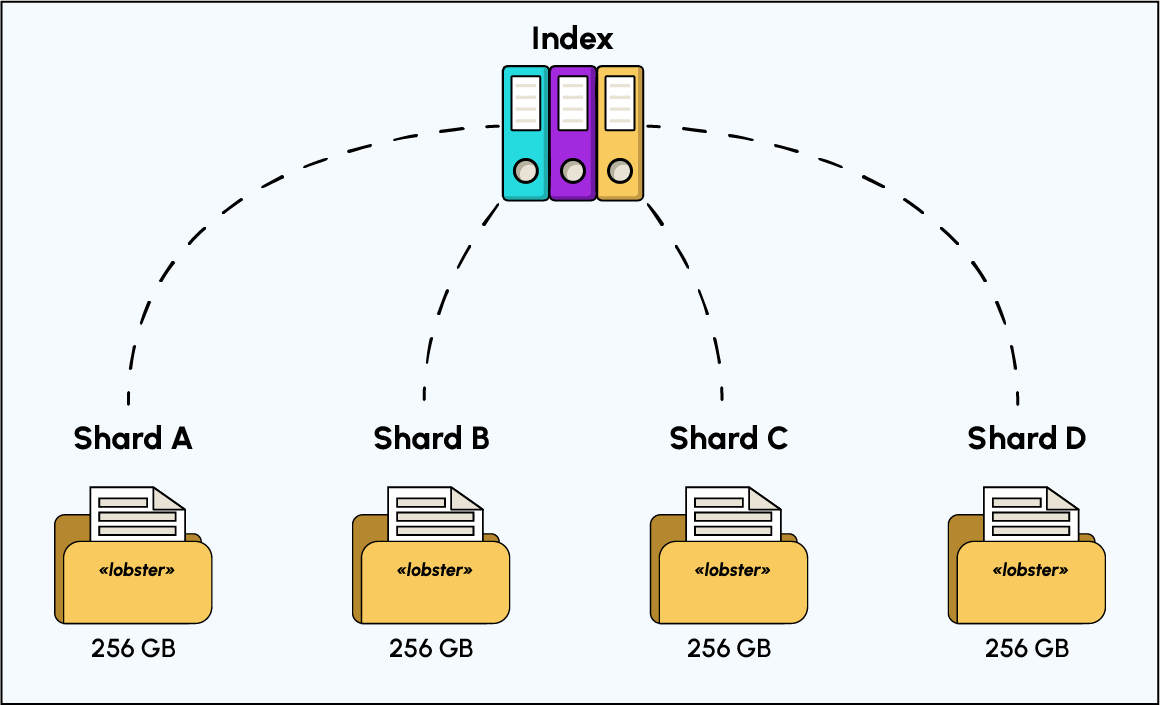 Index
Shard A
Shard B
Shard C
Shard D
«lobster»
«lobster»
«lobster»
«lobster»
256 GB
256 GB
256 GB
256 GB